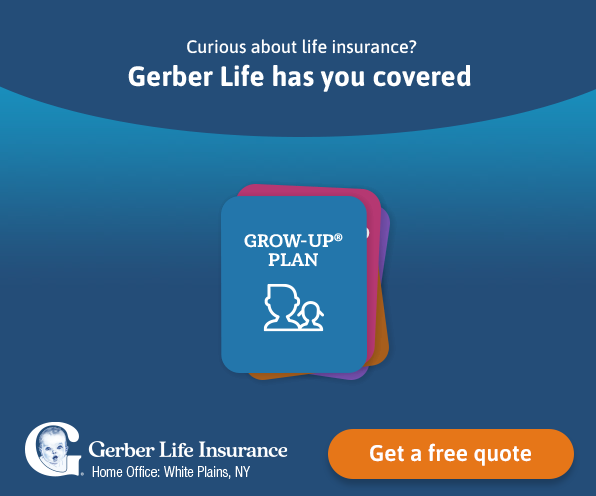 Curious about life insurance?
Gerber Life has you covered
GROW-UP®
PLAN
Gerber Life Insurance
Home Office: White Plains, NY
Get a free quote